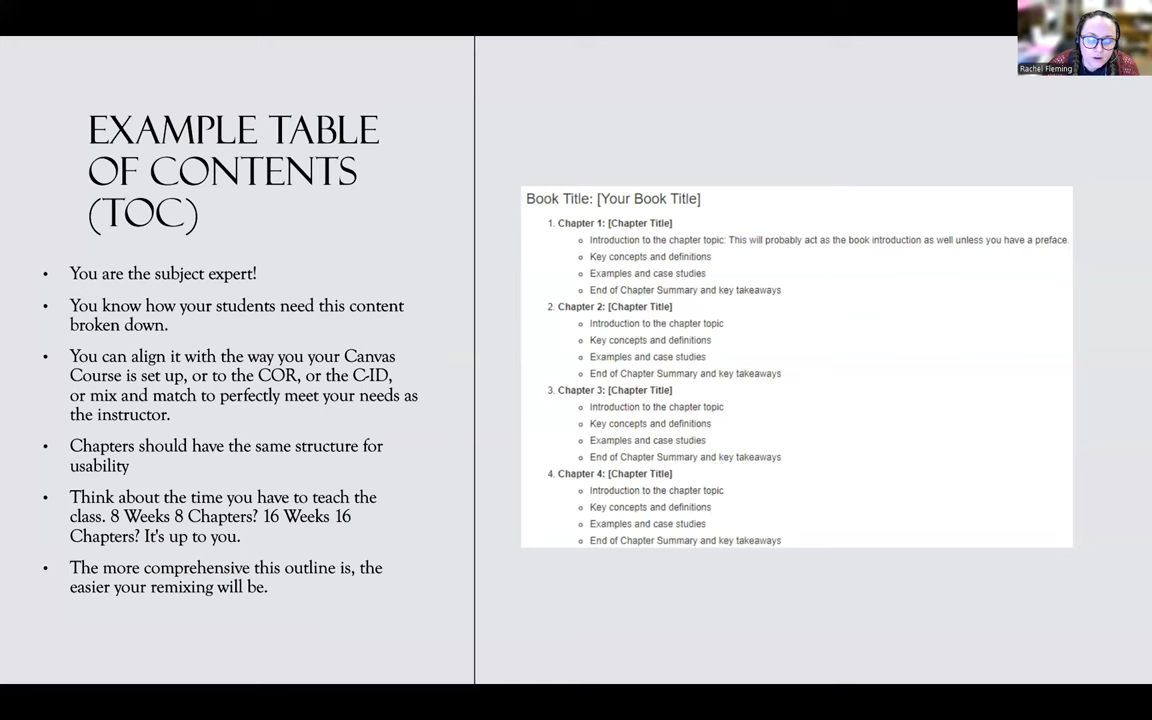 Rachel Fleming
EXAMPLE TABLE
OF CONTENTS
(TOC)
• You are the subject expert!
• You know how your students need this content
broken down.
• You can align it with the way you your Canvas
Course is set up, or to the COR, or the C-ID,
or mix and match to perfectly meet your needs as
the instructor.
• Chapters should have the same structure for
usability
• Think about the time you have to teach the
class. 8 Weeks 8 Chapters? 16 Weeks 16
Chapters? It's up to you.
• The more comprehensive this outline is, the
easier your remixing will be.
Book Title: [Your Book Title]
1. Chapter 1: [Chapter Title]
o Introduction to the chapter topic: This will probably act as the book introduction as well unless you have a preface.
o Key concepts and definitions
o Examples and case studies
o End of Chapter Summary and key takeaways
2. Chapter 2: [Chapter Title]
o Introduction to the chapter topic
o Key concepts and definitions
o Examples and case studies
o End of Chapter Summary and key takeaways
3. Chapter 3: [Chapter Title]
o Introduction to the chapter topic
o Key concepts and definitions
o Examples and case studies
o End of Chapter Summary and key takeaways
4. Chapter 4: [Chapter Title]
o Introduction to the chapter topic
o Key concepts and definitions
o Examples and case studies
o End of Chapter Summary and key takeaways